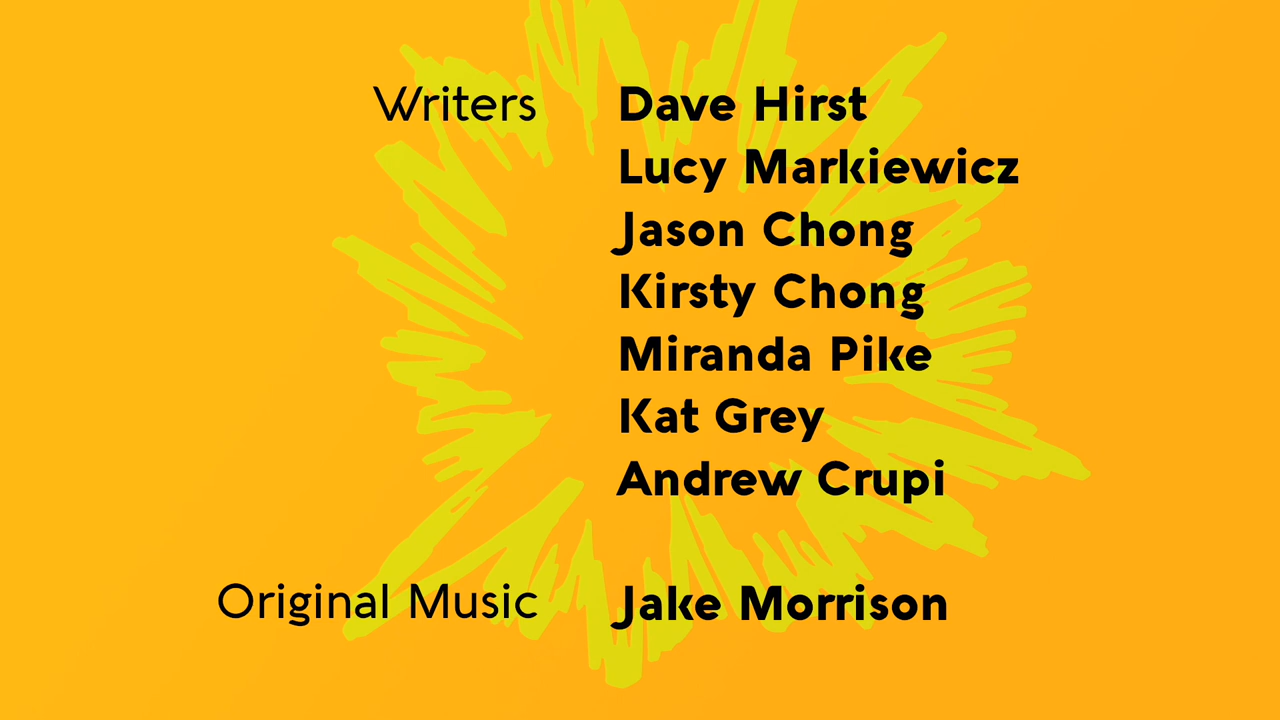 Writers Dave Hirst
Lucy Markiewicz
Jason Chong
Kirsty Chong
Miranda Pike
Kat Grey
Andrew Crupi
Original Music Jake Morrison